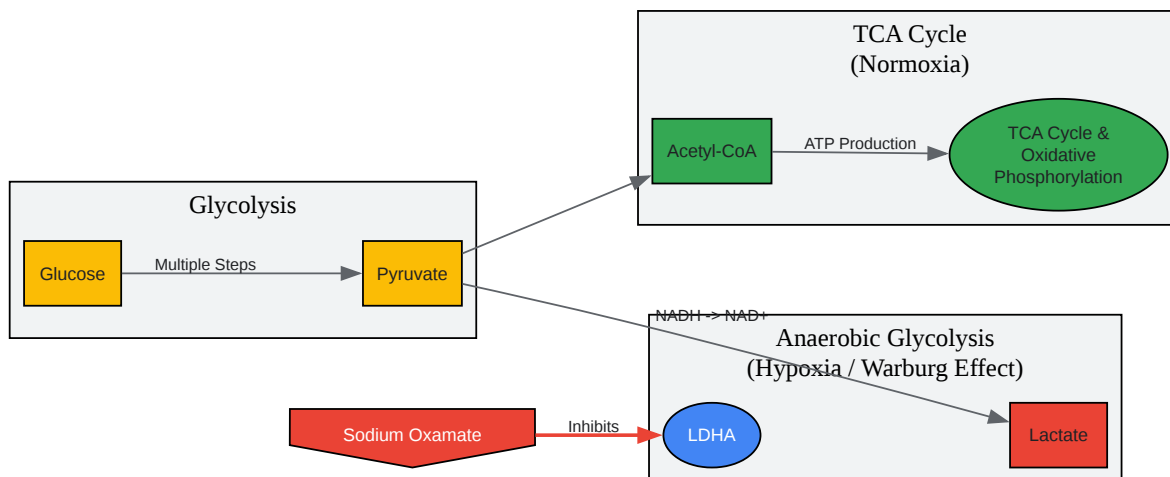 TCA Cycle
(Normoxia)
Acetyl-CoA
ATP Production
TCA Cycle &
Oxidative
Phosphorylation
Glycolysis
Glucose
Multiple Steps
Pyruvate
NADH -> NAD+
Anaerobic Glycolysis
(Hypoxia / Warburg Effect)
Sodium Oxamate
Inhibits
LDHA
Lactate